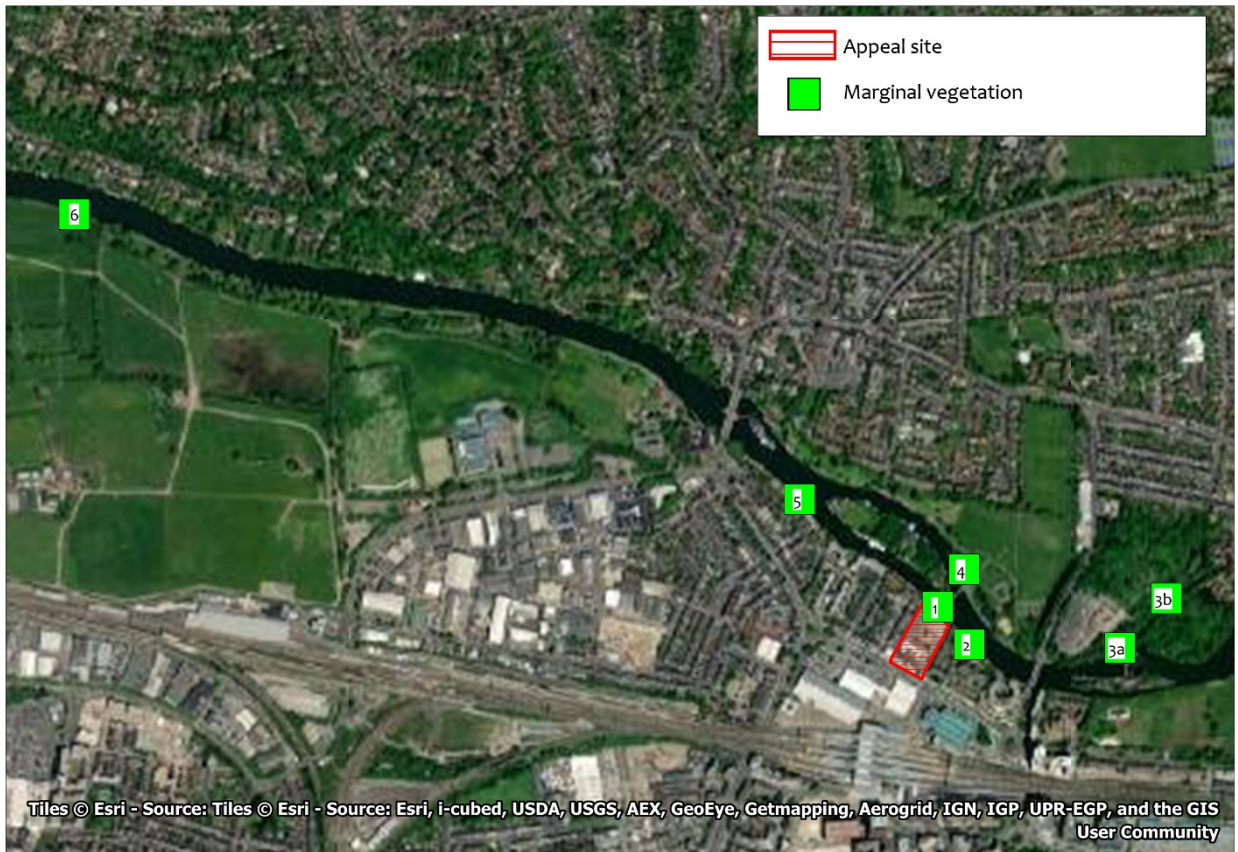 Appeal site
Marginal vegetation
6
5
4
1
3b
2
3a
Tiles © Esri - Source: Tiles © Esri - Source: Esri, i-cubed, USDA, USGS, AEX, GeoEye, Getmapping, Aerogrid, IGN, IGP, UPR-EGP, and the GIS
User Community